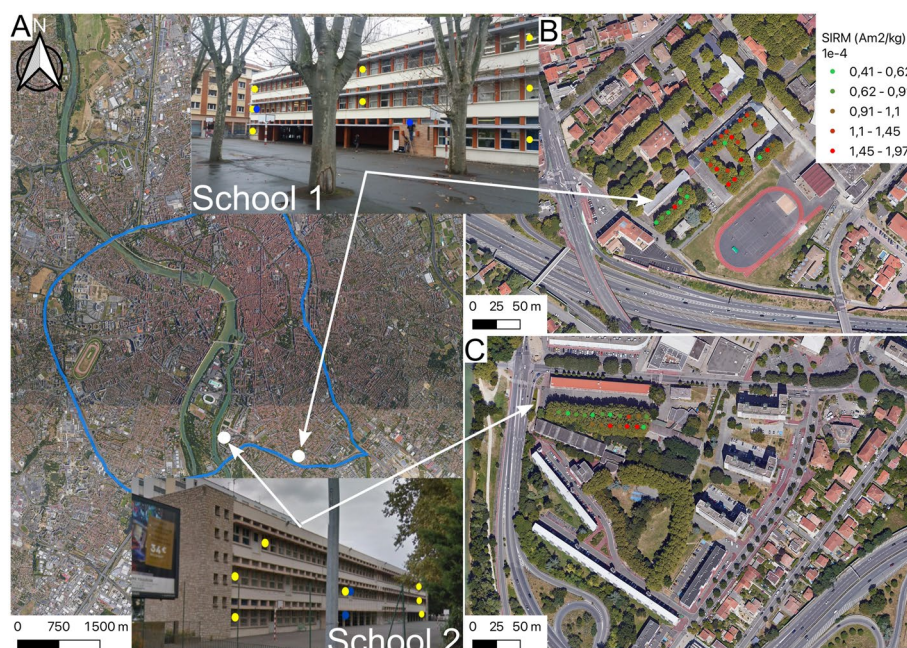 A
N
School 1
B
SIRM (Am2/kg)
1e-4
0,41 - 0,62
0,62 - 0,9
0,91 - 1,1
1,1 - 1,45
1,45 - 1,97
0 25 50 m
C
School 2
0 750 1500 m
0 25 50 m